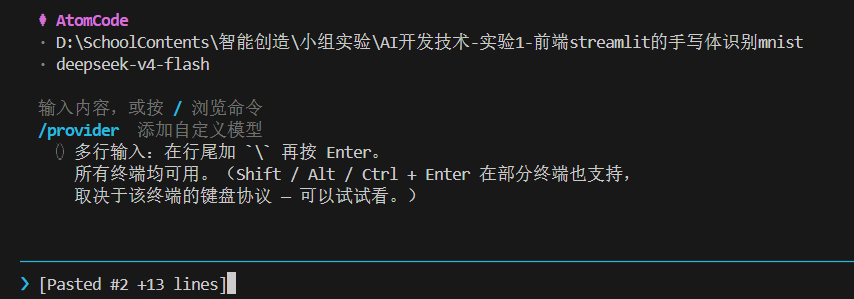 AtomCode
· D:\SchoolContents\智能创造\小组实验\AI开发技术-实验1-前端streamlit的手写体识别mnist
· deepseek-v4-flash
输入内容，或按 / 浏览命令
/provider 添加自定义模型
多行输入：在行尾加 `\` 再按 Enter。
所有终端均可用。（Shift / Alt / Ctrl + Enter 在部分终端也支持，
取决于该终端的键盘协议 — 可以试试看。）
❯ [Pasted #2 +13 lines]